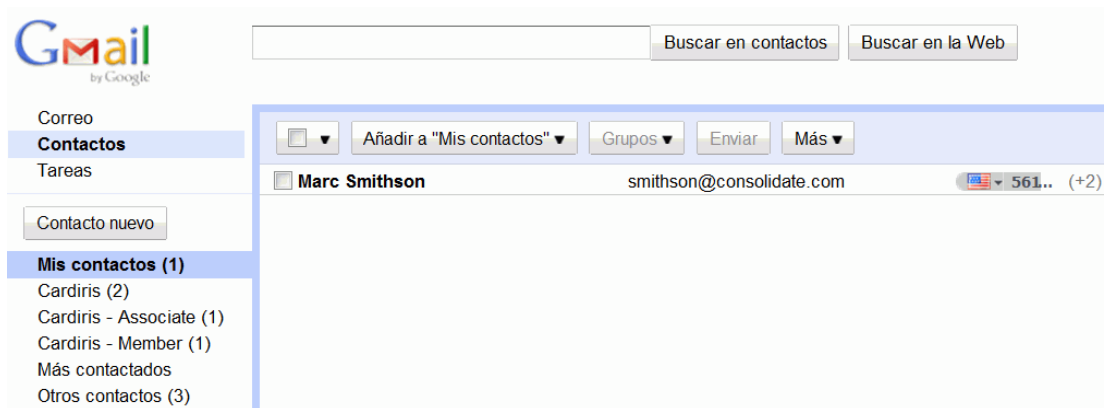 Gmail
by Google
Buscar en contactos Buscar en la Web
Correo
Contactos
Tareas
Añadir a "Mis contactos" Grupos Enviar Más
Marc Smithson smithson@consolidate.com 561... (+2)
Contacto nuevo
Mis contactos (1)
Cardiris (2)
Cardiris - Associate (1)
Cardiris - Member (1)
Más contactados
Otros contactos (3)